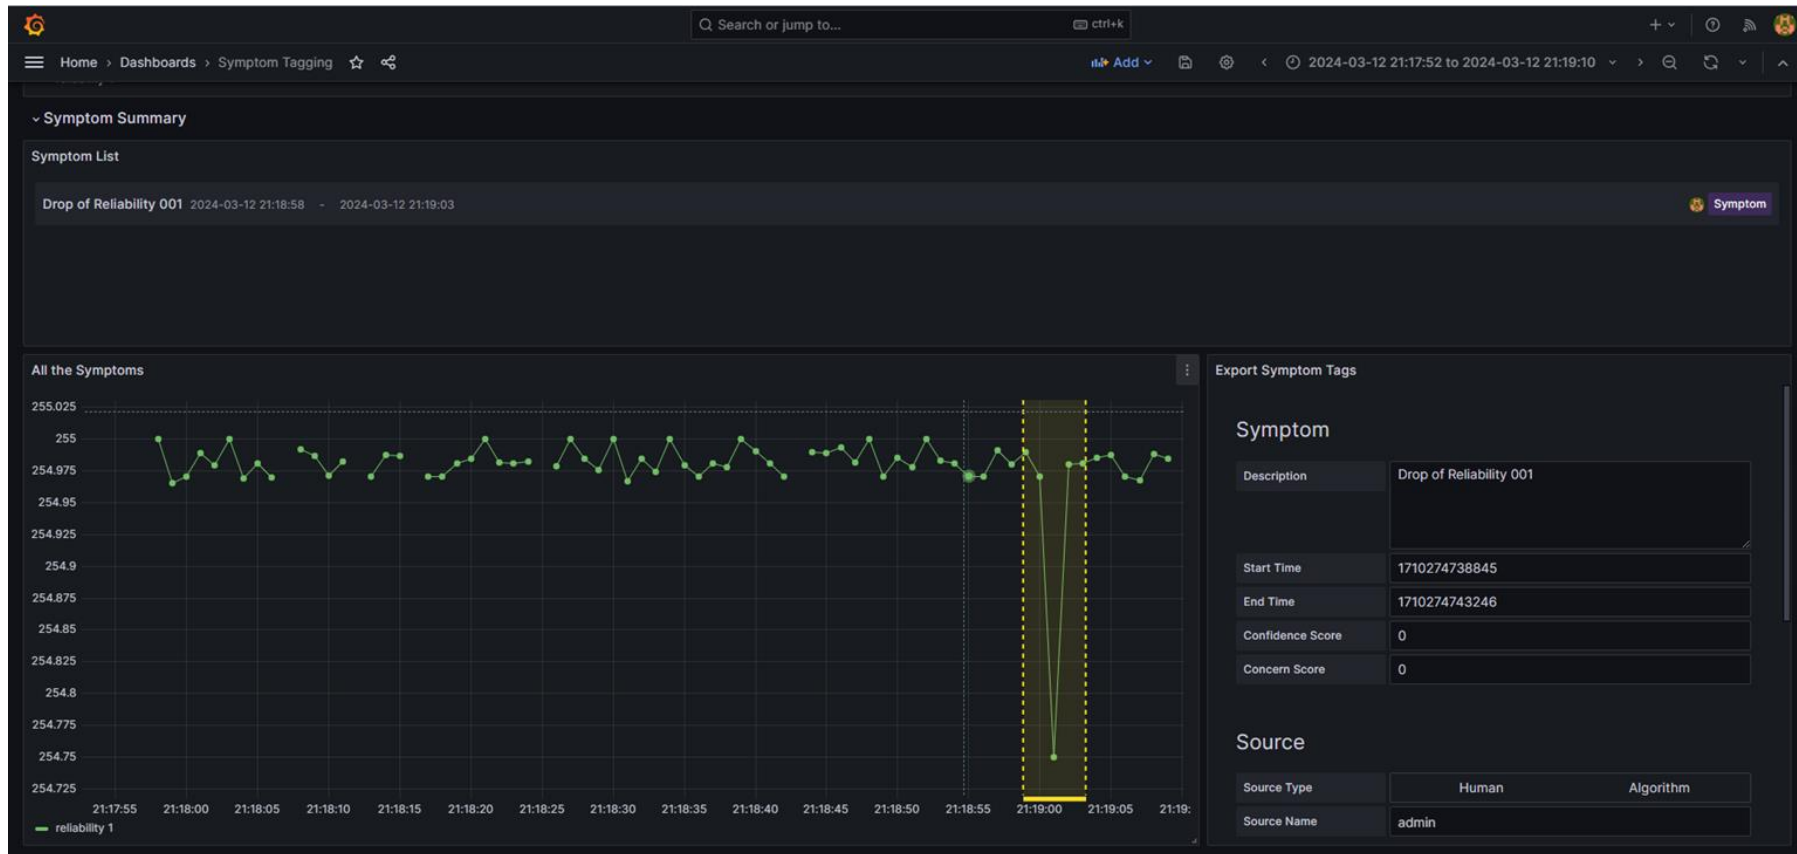 Search or jump to...
ctrl+k
Home › Dashboards › Symptom Tagging
Add
2024-03-12 21:17:52 to 2024-03-12 21:19:10
Symptom Summary
Symptom List
Drop of Reliability 001 2024-03-12 21:18:58 - 2024-03-12 21:19:03
Symptom
All the Symptoms
255.025
255
254.975
254.95
254.925
254.9
254.875
254.85
254.825
254.8
254.775
254.75
254.725
21:17:55 21:18:00 21:18:05 21:18:10 21:18:15 21:18:20 21:18:25 21:18:30 21:18:35 21:18:40 21:18:45 21:18:50 21:18:55 21:19:00 21:19:05 21:19:
reliability 1
Export Symptom Tags
Symptom
Description Drop of Reliability 001
Start Time 1710274738845
End Time 1710274743246
Confidence Score 0
Concern Score 0
Source
Source Type Human Algorithm
Source Name admin